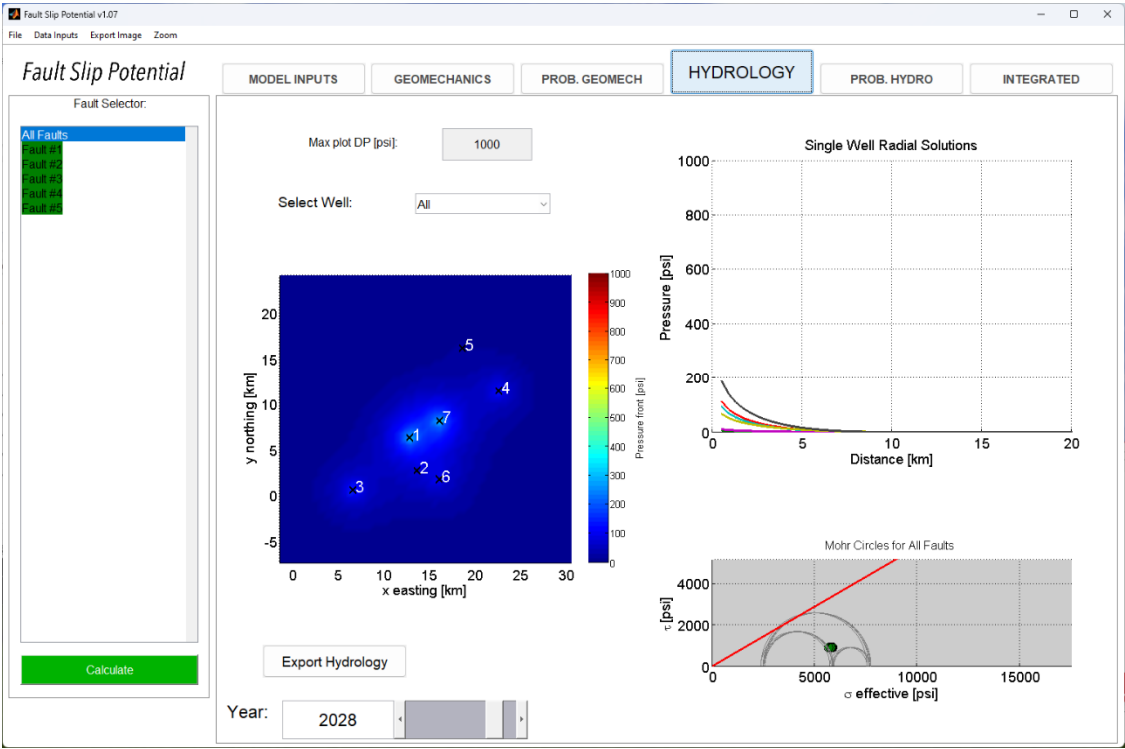 Fault Slip Potential v1.07
File Data Inputs Export Image Zoom
Fault Slip Potential
MODEL INPUTS GEOMECHANICS PROB. GEOMECH HYDROLOGY PROB. HYDRO INTEGRATED
Fault Selector:
All Faults
Fault #1
Fault #2
Fault #3
Fault #4
Fault #5
Calculate
Max plot DP [psi]: 1000
Select Well: All
y northing [km]
20
15
10
5
0
-5
5
4
7
1
2
6
3
0 5 10 15 20 25 30
x easting [km]
1000
900
800
700
600
500
400
300
200
100
0
Pressure front [psi]
Export Hydrology
Year: 2028
Single Well Radial Solutions
Pressure [psi]
1000
800
600
400
200
0
0 5 10 15 20
Distance [km]
Mohr Circles for All Faults
τ [psi]
4000
2000
0
0 5000 10000 15000
σ effective [psi]